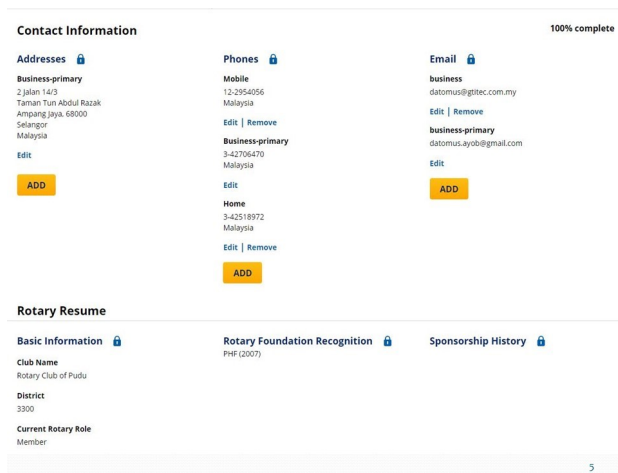 Contact Information
100% complete
Addresses
Business-primary
2 Jalan 14/3
Taman Tun Abdul Razak
Ampang Jaya, 68000
Selangor
Malaysia
Edit
ADD
Phones
Mobile
12-2954056
Malaysia
Edit | Remove
Business-primary
3-42706470
Malaysia
Edit
Home
3-42518972
Malaysia
Edit | Remove
ADD
Email
business
datomus@gtitec.com.my
Edit | Remove
business-primary
datomus.ayob@gmail.com
Edit
ADD
Rotary Resume
Basic Information
Club Name
Rotary Club of Pudu
District
3300
Current Rotary Role
Member
Rotary Foundation Recognition
PHF (2007)
Sponsorship History
5